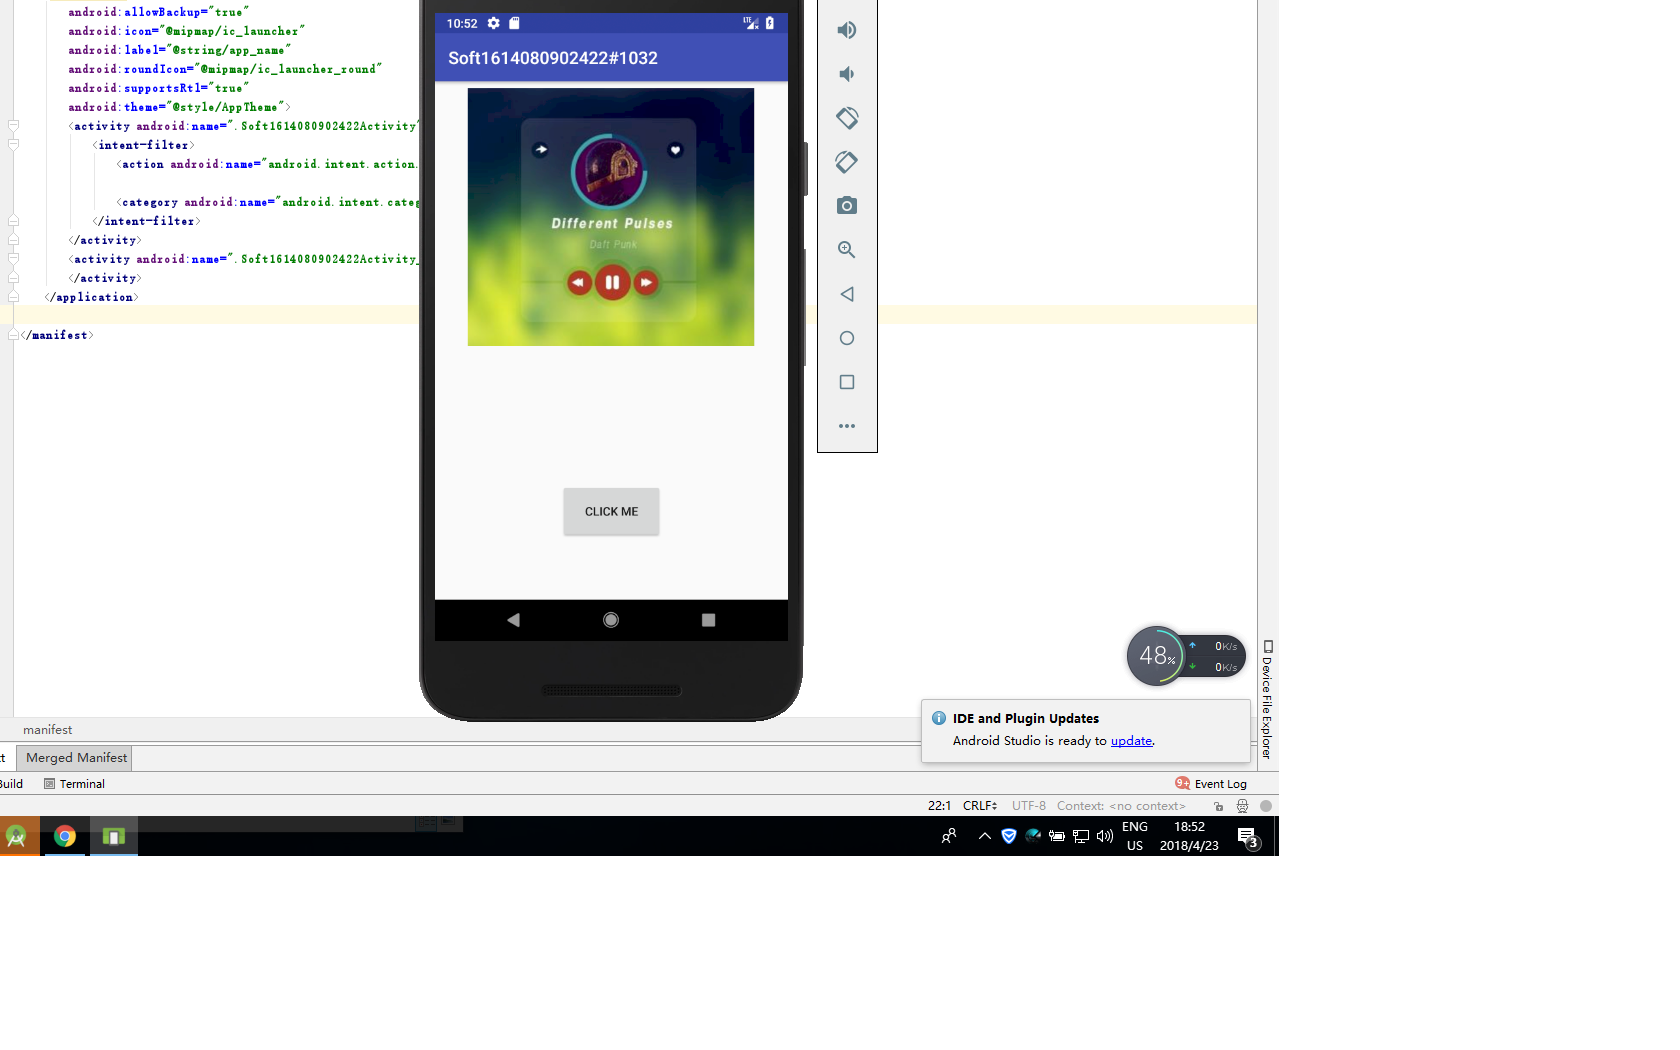 android:allowBackup="true"
android:icon="@mipmap/ic_launcher"
android:label="@string/app_name"
android:roundIcon="@mipmap/ic_launcher_round"
android:supportsRtl="true"
android:theme="@style/AppTheme">
<activity android:name=".Soft1614080902422Activity"
<intent-filter>
<action android:name="android.intent.action.
<category android:name="android.intent.categ
</intent-filter>
</activity>
<activity android:name=".Soft1614080902422Activity_
</activity>
</application>
</manifest>
10:52
LTE
Soft1614080902422#1032
Different Pulses
Daft Punk
CLICK ME
48%
0K/s
0K/s
Device File Explorer
IDE and Plugin Updates
Android Studio is ready to update.
manifest
t
Merged Manifest
Build
Terminal
9+
Event Log
22:1
CRLF
UTF-8
Context: <no context>
ENG
US
18:52
2018/4/23
3